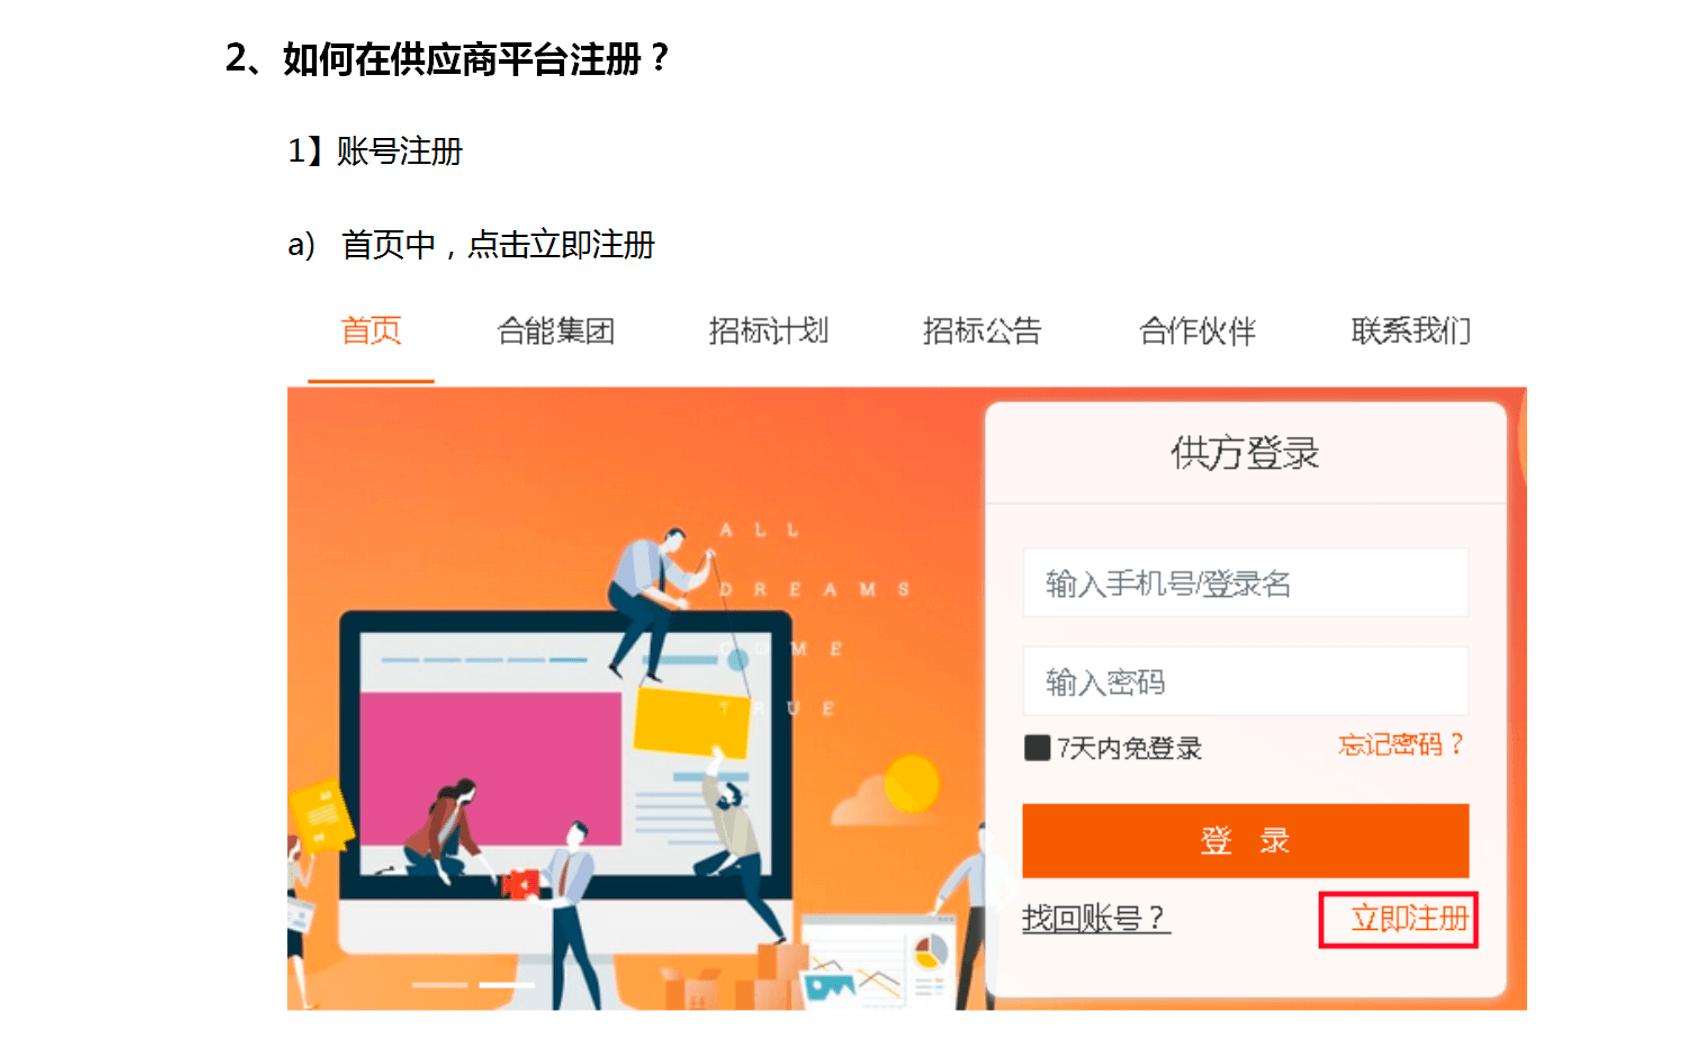 2、如何在供应商平台注册？
1】账号注册
a) 首页中，点击立即注册
首页 合能集团 招标计划 招标公告 合作伙伴 联系我们
供方登录
ALL
DREAMS
COME
TRUE
输入手机号/登录名
输入密码
7天内免登录 忘记密码？
登 录
找回账号？ 立即注册